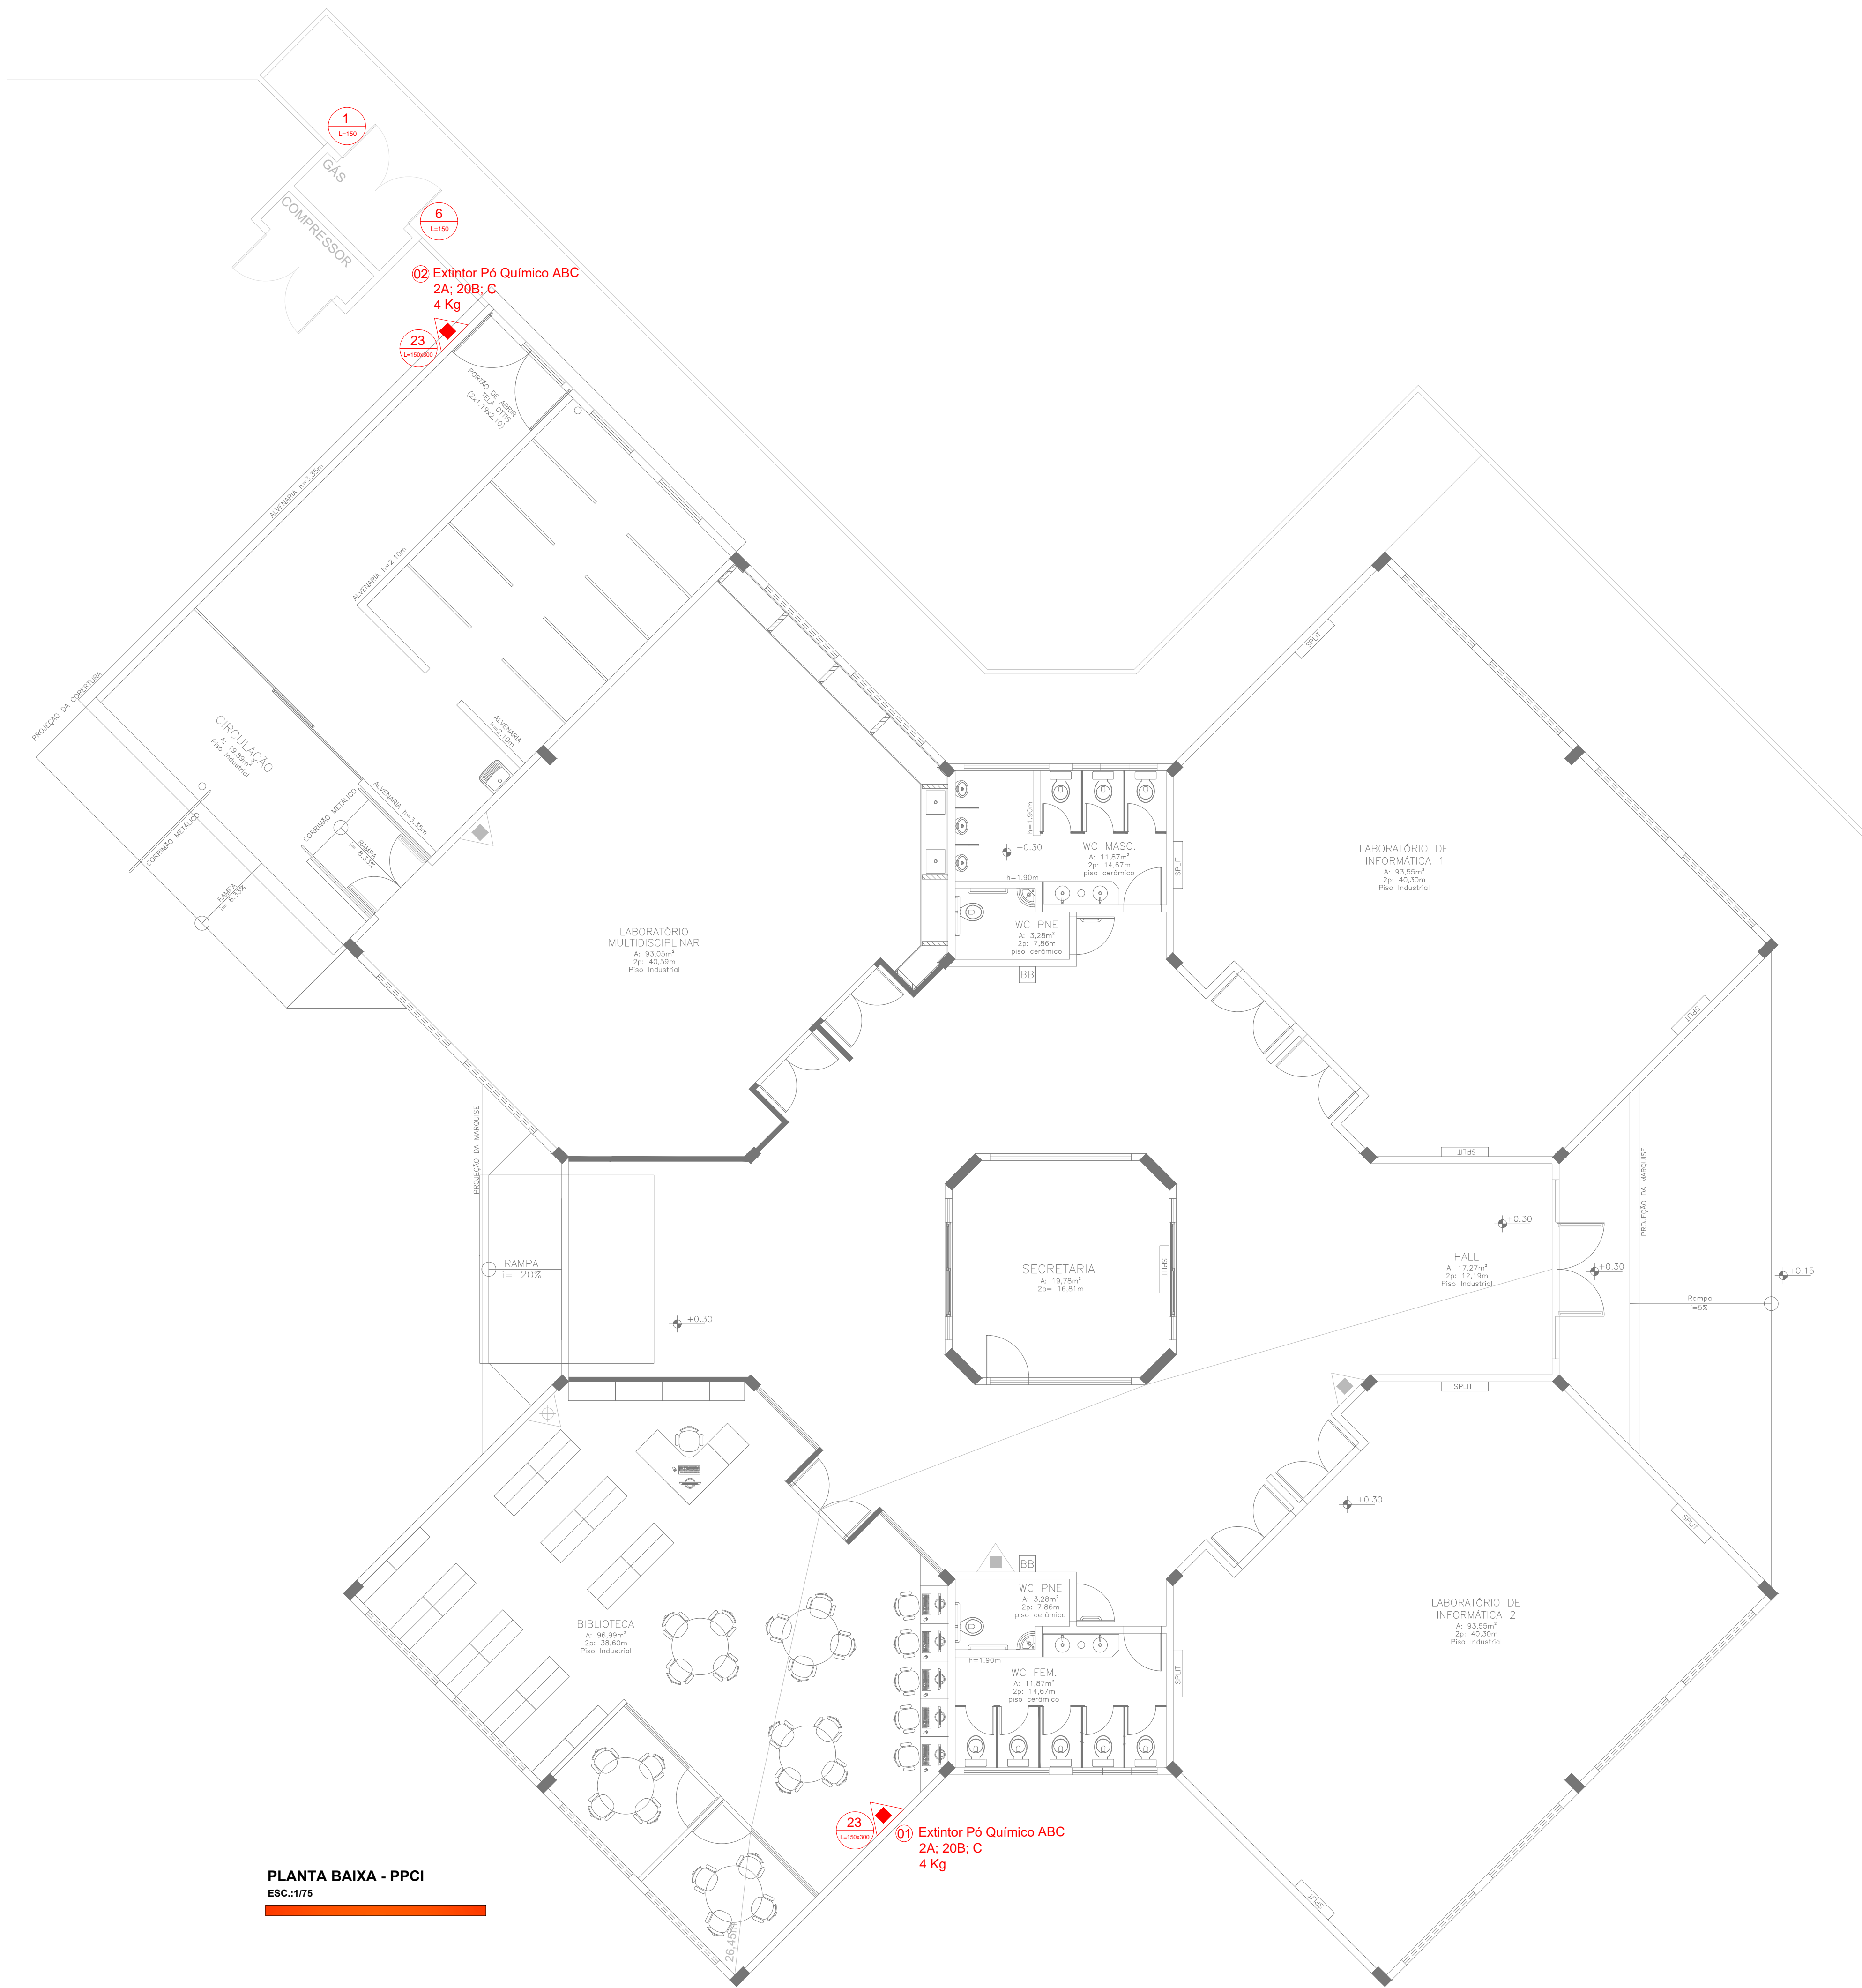 1
L=150
GÁS
COMPRESSOR
6
L=150
02 Extintor Pó Químico ABC
2A; 20B; C
4 Kg
23
L=150x300
PORTÃO DE ABRIR
TELA OTTIS
(2x1.19x2.10)
ALVENARIA h=3,35m
ALVENARIA h=2.10m
PROJEÇÃO DA COBERTURA
CIRCULAÇÃO
A: 19,89m²
Piso Industrial
ALVENARIA
h=2.10m
ALVENARIA h=3,35m
CORRIMÃO METÁLICO
RAMPA
i= 8.33%
CORRIMÃO METÁLICO
RAMPA
i= 8.33%
LABORATÓRIO
MULTIDISCIPLINAR
A: 93,05m²
2p: 40,59m
Piso Industrial
h=1.90m
+0.30
WC MASC.
A: 11,87m²
2p: 14,67m
piso cerâmico
h=1.90m
WC PNE
A: 3,28m²
2p: 7,86m
piso cerâmico
BB
SPLIT
SPLIT
LABORATÓRIO DE
INFORMÁTICA 1
A: 93,55m²
2p: 40,30m
Piso Industrial
SPLIT
SPLIT
PROJEÇÃO DA MARQUISE
RAMPA
i= 20%
+0.30
SECRETARIA
A: 19,78m²
2p= 16,81m
SPLIT
+0.30
HALL
A: 17,27m²
2p: 12,19m
Piso Industrial
+0.30
PROJEÇÃO DA MARQUISE
+0.15
Rampa
i=5%
SPLIT
+0.30
SPLIT
LABORATÓRIO DE
INFORMÁTICA 2
A: 93,55m²
2p: 40,30m
Piso Industrial
SPLIT
SPLIT
BB
WC PNE
A: 3,28m²
2p: 7,86m
piso cerâmico
h=1.90m
WC FEM.
A: 11,87m²
2p: 14,67m
piso cerâmico
BIBLIOTECA
A: 96,99m²
2p: 38,60m
Piso Industrial
23
L=150x300
01 Extintor Pó Químico ABC
2A; 20B; C
4 Kg
26,45m
PLANTA BAIXA - PPCI
ESC.:1/75